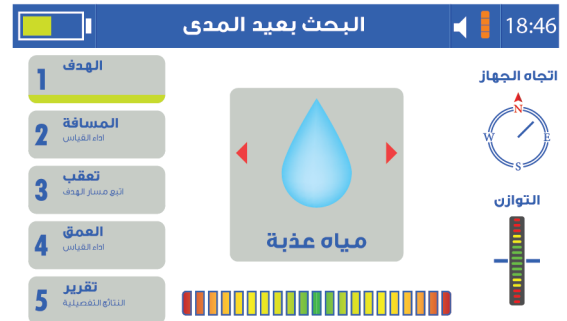 البحث بعيد المدى
18:46
1
الهدف
2
المسافة
اداء القياس
3
تعقب
اتبع مسار الهدف
4
العمق
اداء القياس
5
تقرير
النتائج التفصيلية
مياه عذبة
اتجاه الجهاز
N
W
E
S
التوازن